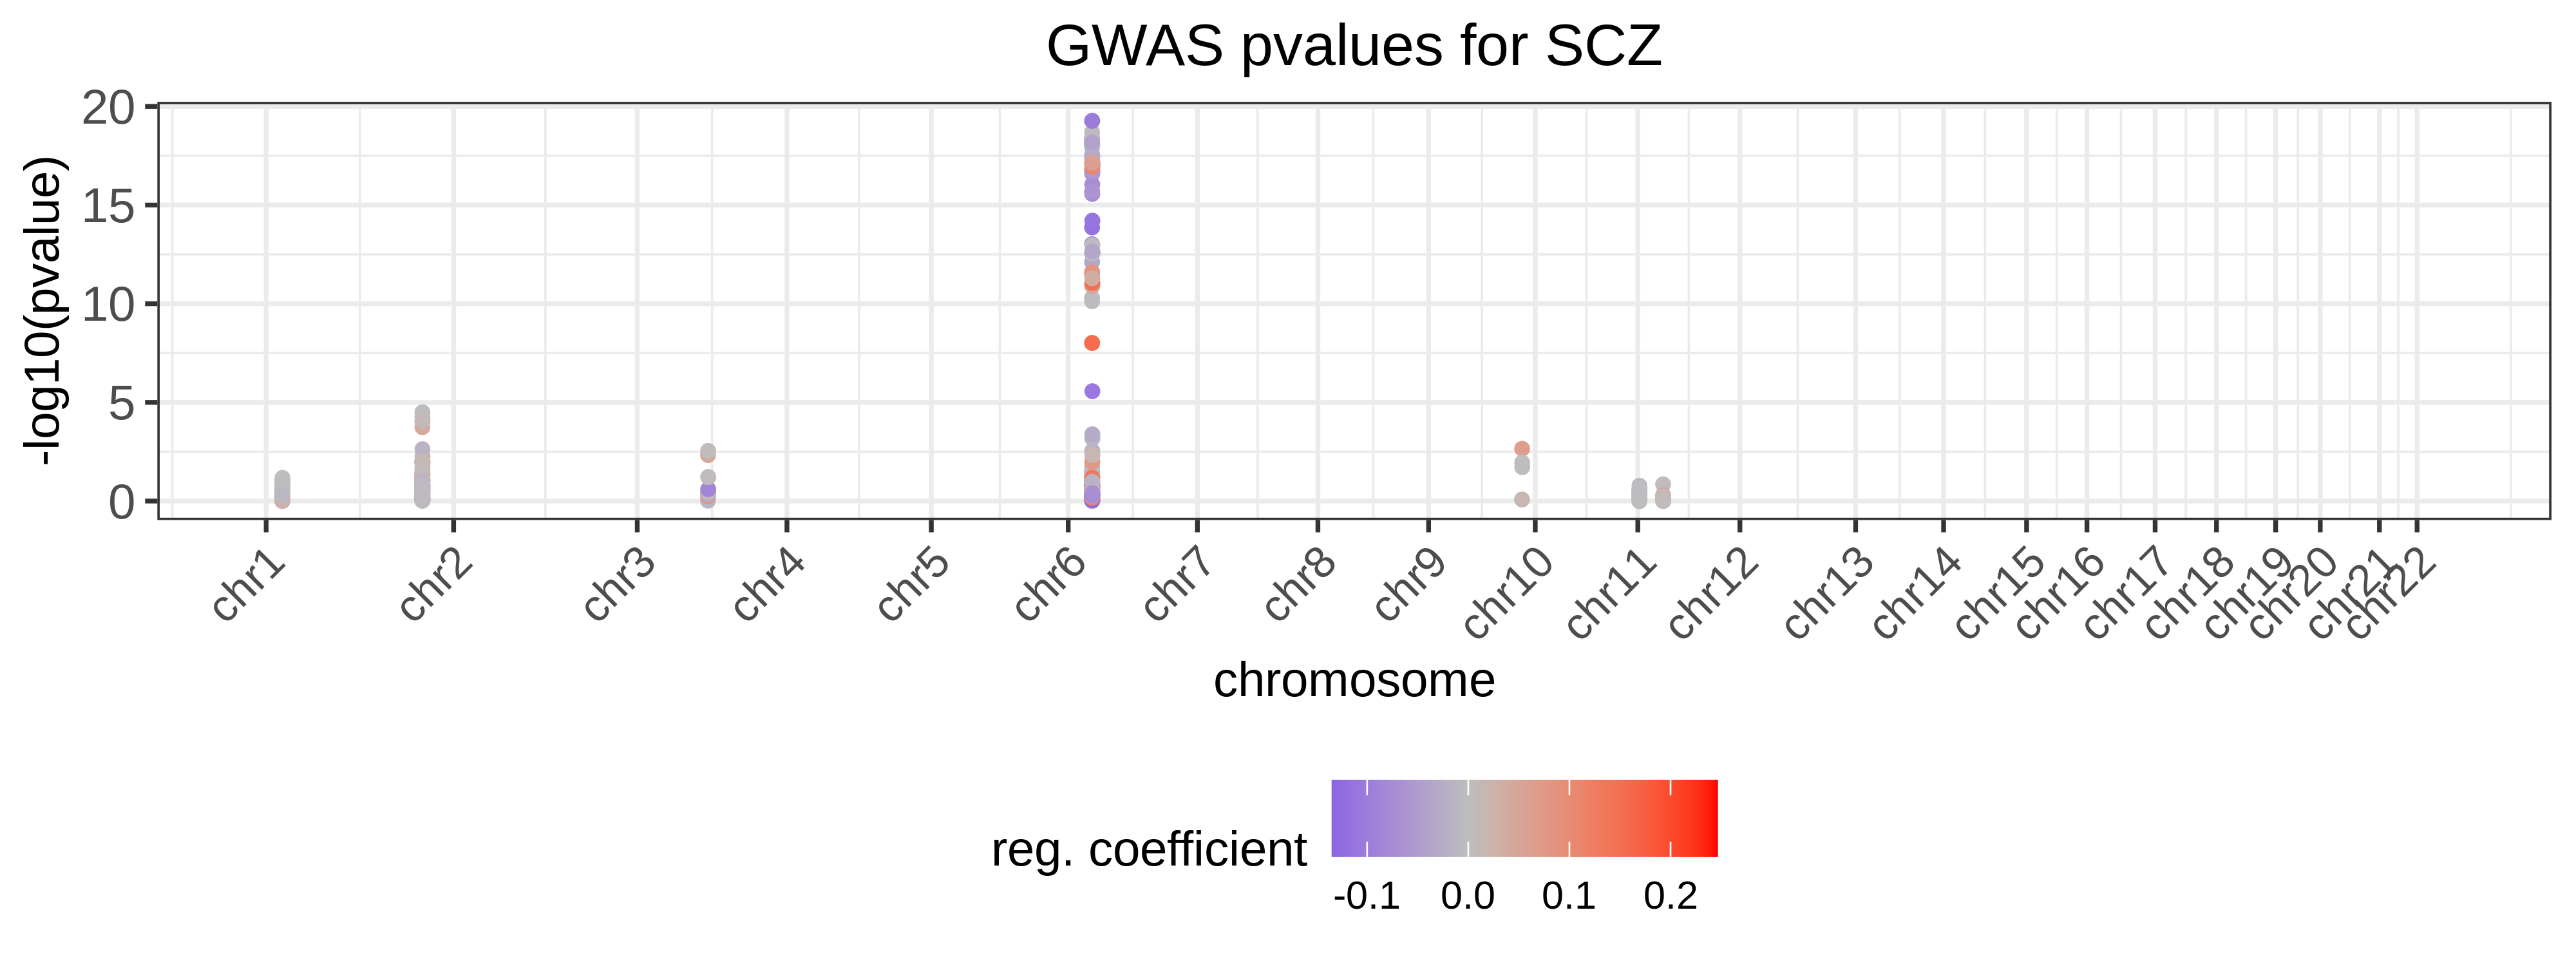 GWAS pvalues for SCZ
-log10(pvalue)
20
15
10
5
0
chr1 chr2 chr3 chr4 chr5 chr6 chr7 chr8 chr9 chr10 chr11 chr12 chr13 chr14 chr15 chr16 chr17 chr18 chr19 chr20 chr21 chr22
chromosome
reg. coefficient
-0.1 0.0 0.1 0.2